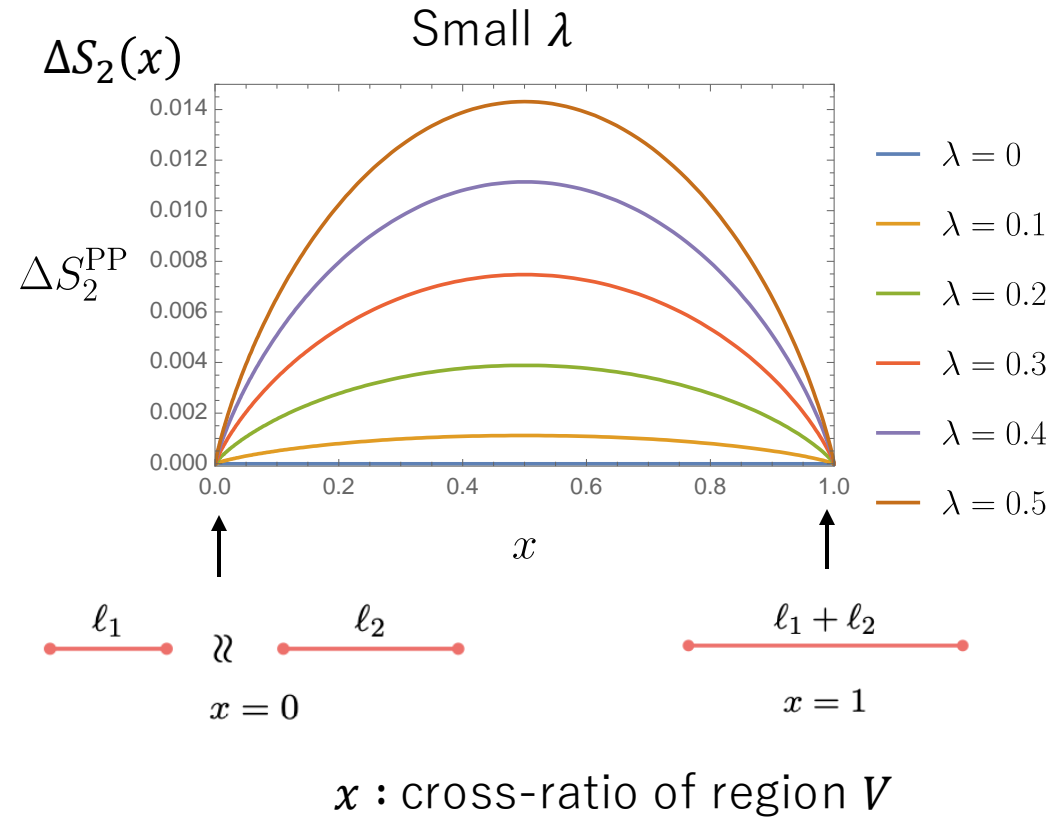 Small λ
ΔS₂(x)
0.014
0.012
0.010
0.008
0.006
0.004
0.002
0.000
ΔS₂ᴾᴾ
0.0 0.2 0.4 0.6 0.8 1.0
x
λ = 0
λ = 0.1
λ = 0.2
λ = 0.3
λ = 0.4
λ = 0.5
ℓ₁ ≈ ℓ₂
x = 0
ℓ₁ + ℓ₂
x = 1
x : cross-ratio of region V